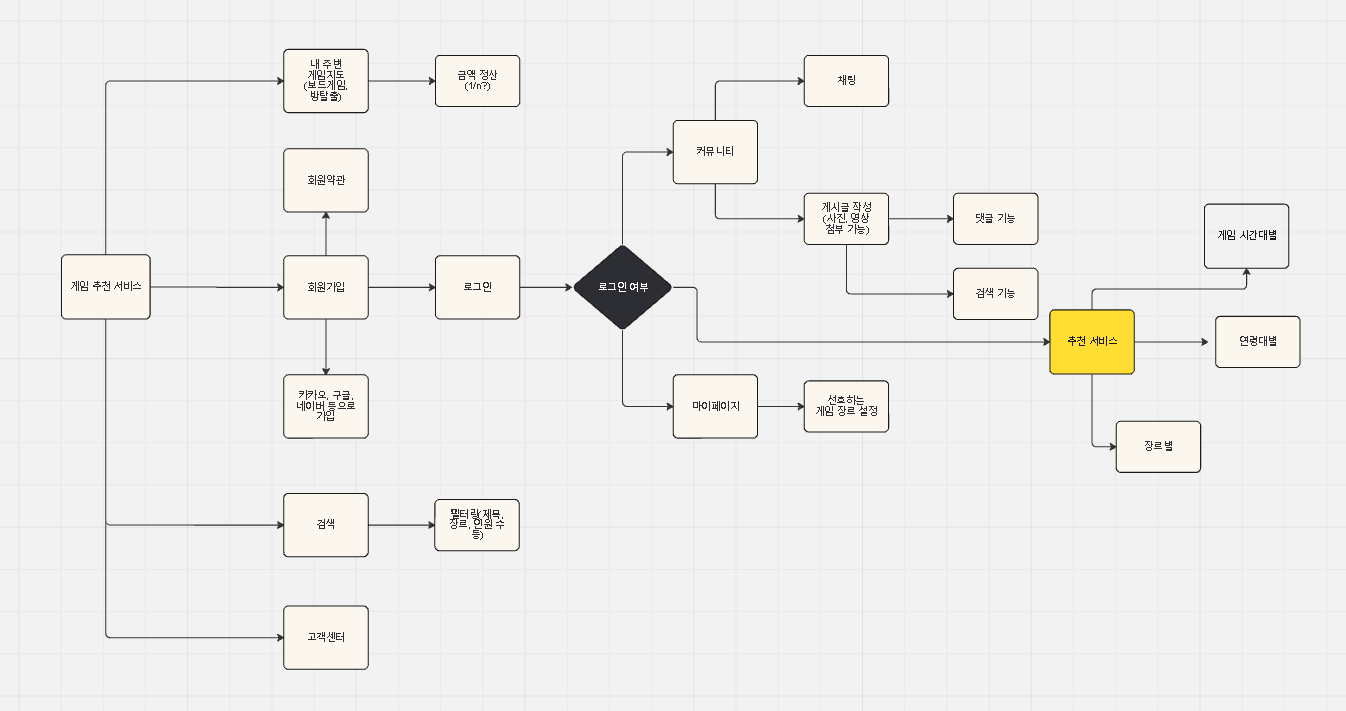 내 주변
게임지도
(보드게임,
방탈출)
금액 정산
(1/n?)
채팅
커뮤니티
회원약관
게시글 작성
(사진, 영상
첨부 가능)
댓글 기능
게임 시간대별
게임 추천 서비스
회원가입
로그인
로그인 여부
검색 기능
추천 서비스
연령대별
카카오, 구글,
네이버 등으로
가입
마이페이지
선호하는
게임 장르 설정
장르별
검색
필터링(제목,
장르, 인원 수
등)
고객센터